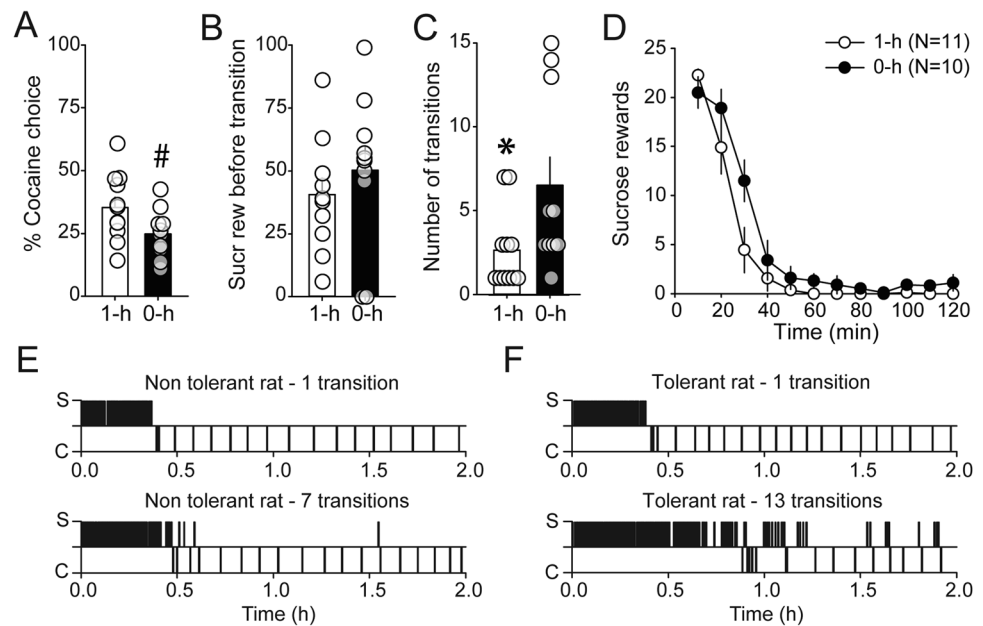 A
% Cocaine choice
100
75
50
25
0
#
1-h 0-h
B
Sucr rew before transition
100
75
50
25
0
1-h 0-h
C
Number of transitions
15
10
5
0
*
1-h 0-h
D
Sucrose rewards
25
20
15
10
5
0
1-h (N=11)
0-h (N=10)
0 20 40 60 80 100 120
Time (min)
E
Non tolerant rat - 1 transition
S
C
0.0 0.5 1.0 1.5 2.0
Non tolerant rat - 7 transitions
S
C
0.0 0.5 1.0 1.5 2.0
Time (h)
F
Tolerant rat - 1 transition
S
C
0.0 0.5 1.0 1.5 2.0
Tolerant rat - 13 transitions
S
C
0.0 0.5 1.0 1.5 2.0
Time (h)